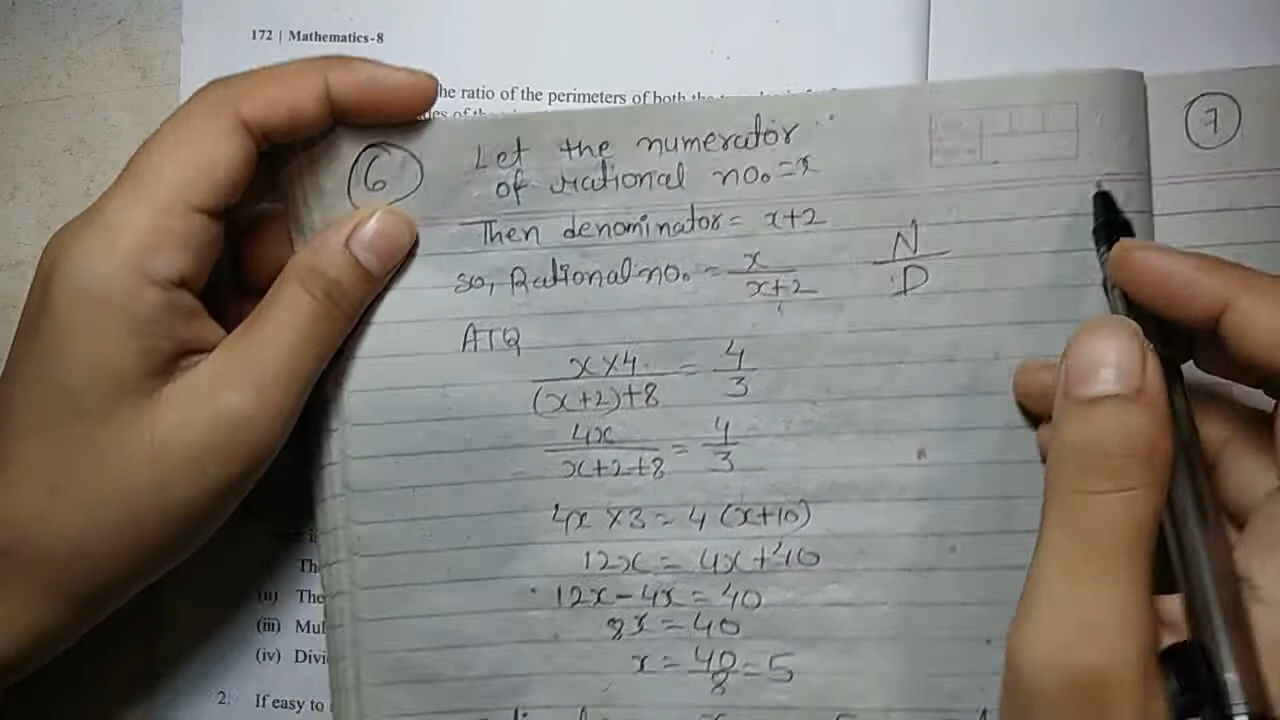 172 | Mathematics-8
he ratio of the perimeters of both the
6
7
Let the numerator
of rational no. = x
Then denominator = x+2
so, Rational no. = x/(x+2) N/D
ATQ
x×4/((x+2)+8) = 4/3
4x/(x+2+8) = 4/3
4x × 3 = 4 (x+10)
12x = 4x+40
12x - 4x = 40
8x = 40
x = 40/8 = 5
Th
(ii) The
(iii) Mul
(iv) Divi
2. If easy to